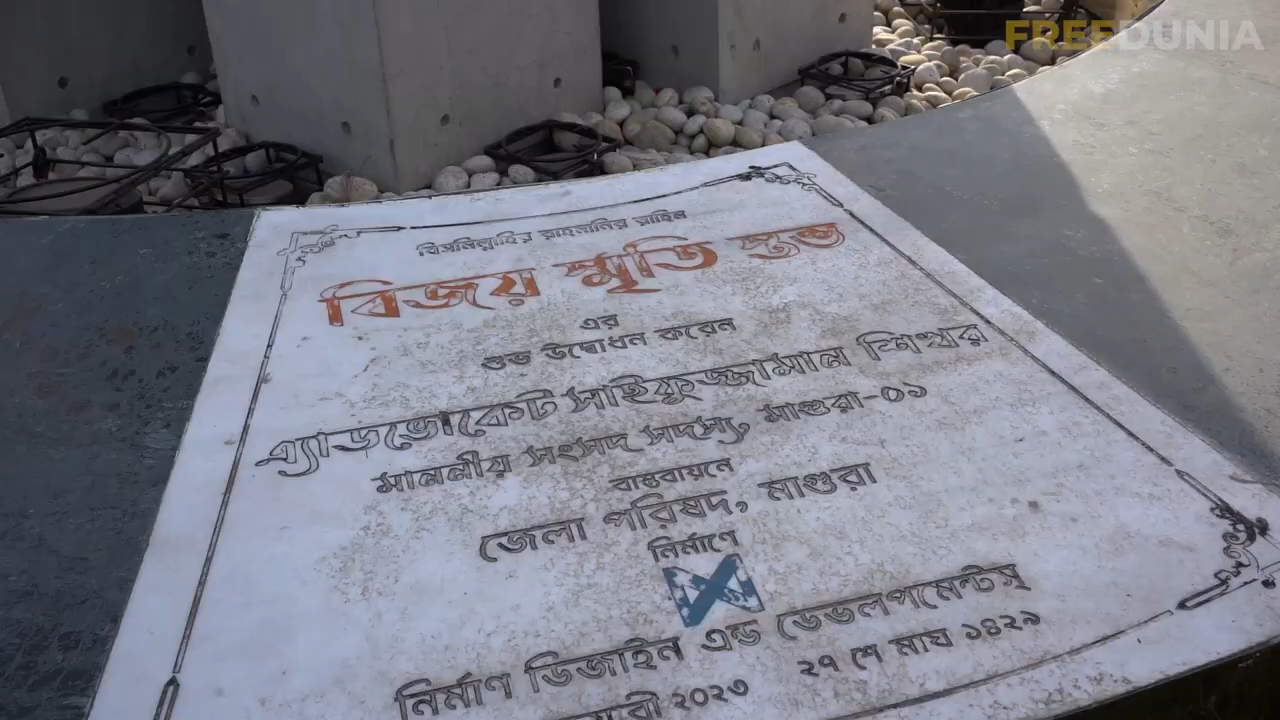 FREEDUNIA
বিসমিল্লাহির রাহমানির রাহিম
বিজয় স্মৃতি স্তম্ভ
এর
শুভ উদ্বোধন করেন
এ্যাডভোকেট সাইফুজ্জামান শিখর
মাননীয় সংসদ সদস্য, মাগুরা-০১
বাস্তবায়নে
জেলা পরিষদ, মাগুরা
নির্মাণে
নির্মাণ ডিজাইন এন্ড ডেভলপমেন্টস্
২০২৩ ২৭ শে মাঘ ১৪২৯